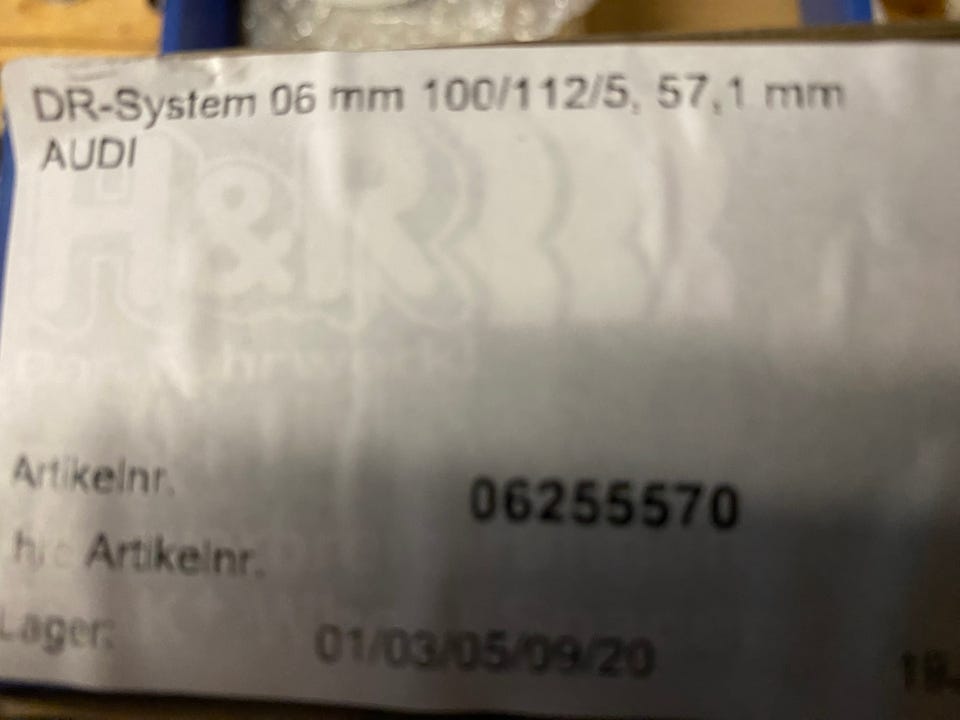 DR-System 06 mm 100/112/5, 57,1 mm
AUDI
H&R
Artikelnr. 06255570
Artikelnr.
Lager: 01/03/05/09/20